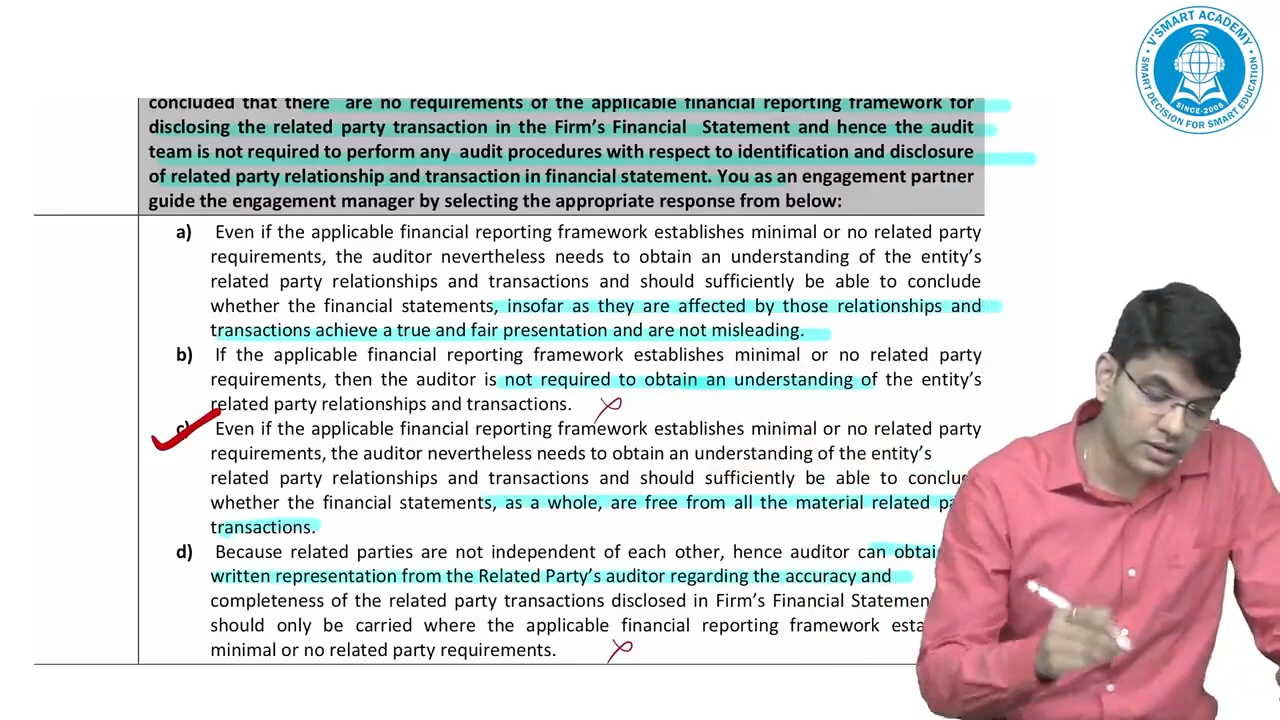 V'SMART ACADEMY
SINCE-2005
SMART DECISION FOR SMART EDUCATION
concluded that there are no requirements of the applicable financial reporting framework for
disclosing the related party transaction in the Firm's Financial Statement and hence the audit
team is not required to perform any audit procedures with respect to identification and disclosure
of related party relationship and transaction in financial statement. You as an engagement partner
guide the engagement manager by selecting the appropriate response from below:
a) Even if the applicable financial reporting framework establishes minimal or no related party
requirements, the auditor nevertheless needs to obtain an understanding of the entity's
related party relationships and transactions and should sufficiently be able to conclude
whether the financial statements, insofar as they are affected by those relationships and
transactions achieve a true and fair presentation and are not misleading.
b) If the applicable financial reporting framework establishes minimal or no related party
requirements, then the auditor is not required to obtain an understanding of the entity's
related party relationships and transactions.
c) Even if the applicable financial reporting framework establishes minimal or no related party
requirements, the auditor nevertheless needs to obtain an understanding of the entity's
related party relationships and transactions and should sufficiently be able to
whether the financial statements, as a whole, are free from all the material related
transactions.
d) Because related parties are not independent of each other, hence auditor can
written representation from the Related Party's auditor regarding the accuracy and
completeness of the related party transactions disclosed in Firm's Financial
should only be carried where the applicable financial reporting framework
minimal or no related party requirements.